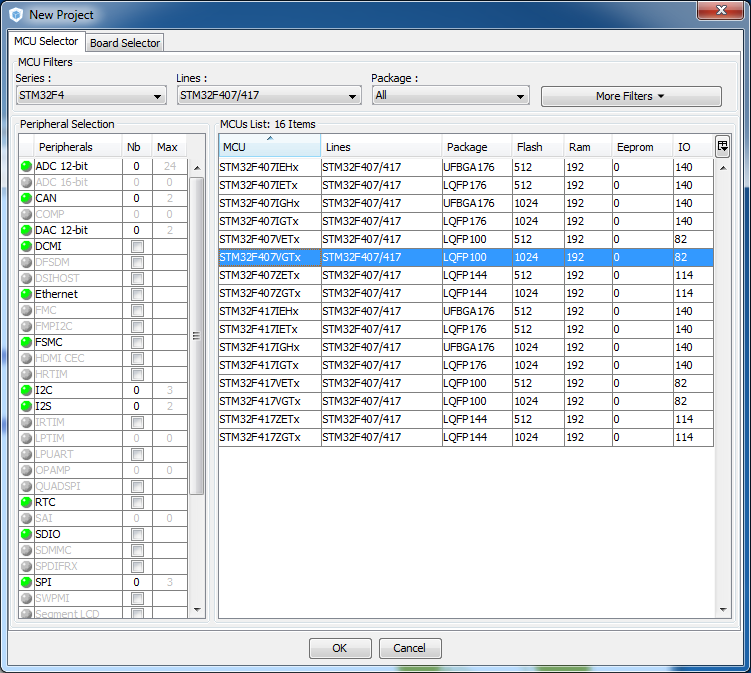 New Project
MCU Selector Board Selector
MCU Filters
Series : Lines : Package :
STM32F4 STM32F407/417 All More Filters
Peripheral Selection MCUs List: 16 Items
Peripherals Nb Max
ADC 12-bit 0 24
ADC 16-bit 0 0
CAN 0 2
COMP 0 0
DAC 12-bit 0 2
DCMI
DFSDM
DSIHOST
Ethernet
FMC
FMPI2C
FSMC
HDMI CEC
HRTIM
I2C 0 3
I2S 0 2
IRTIM
LPTIM 0 0
LPUART
OPAMP 0 0
QUADSPI
RTC
SAI 0 0
SDIO
SDMMC
SPDIFRX
SPI 0 3
SWPMI
Segment LCD
MCU Lines Package Flash Ram Eeprom IO
STM32F407IEHx STM32F407/417 UFBGA176 512 192 0 140
STM32F407IETx STM32F407/417 LQFP176 512 192 0 140
STM32F407IGHx STM32F407/417 UFBGA176 1024 192 0 140
STM32F407IGTx STM32F407/417 LQFP176 1024 192 0 140
STM32F407VETx STM32F407/417 LQFP100 512 192 0 82
STM32F407VGTx STM32F407/417 LQFP100 1024 192 0 82
STM32F407ZETx STM32F407/417 LQFP144 512 192 0 114
STM32F407ZGTx STM32F407/417 LQFP144 1024 192 0 114
STM32F417IEHx STM32F407/417 UFBGA176 512 192 0 140
STM32F417IETx STM32F407/417 LQFP176 512 192 0 140
STM32F417IGHx STM32F407/417 UFBGA176 1024 192 0 140
STM32F417IGTx STM32F407/417 LQFP176 1024 192 0 140
STM32F417VETx STM32F407/417 LQFP100 512 192 0 82
STM32F417VGTx STM32F407/417 LQFP100 1024 192 0 82
STM32F417ZETx STM32F407/417 LQFP144 512 192 0 114
STM32F417ZGTx STM32F407/417 LQFP144 1024 192 0 114
OK Cancel